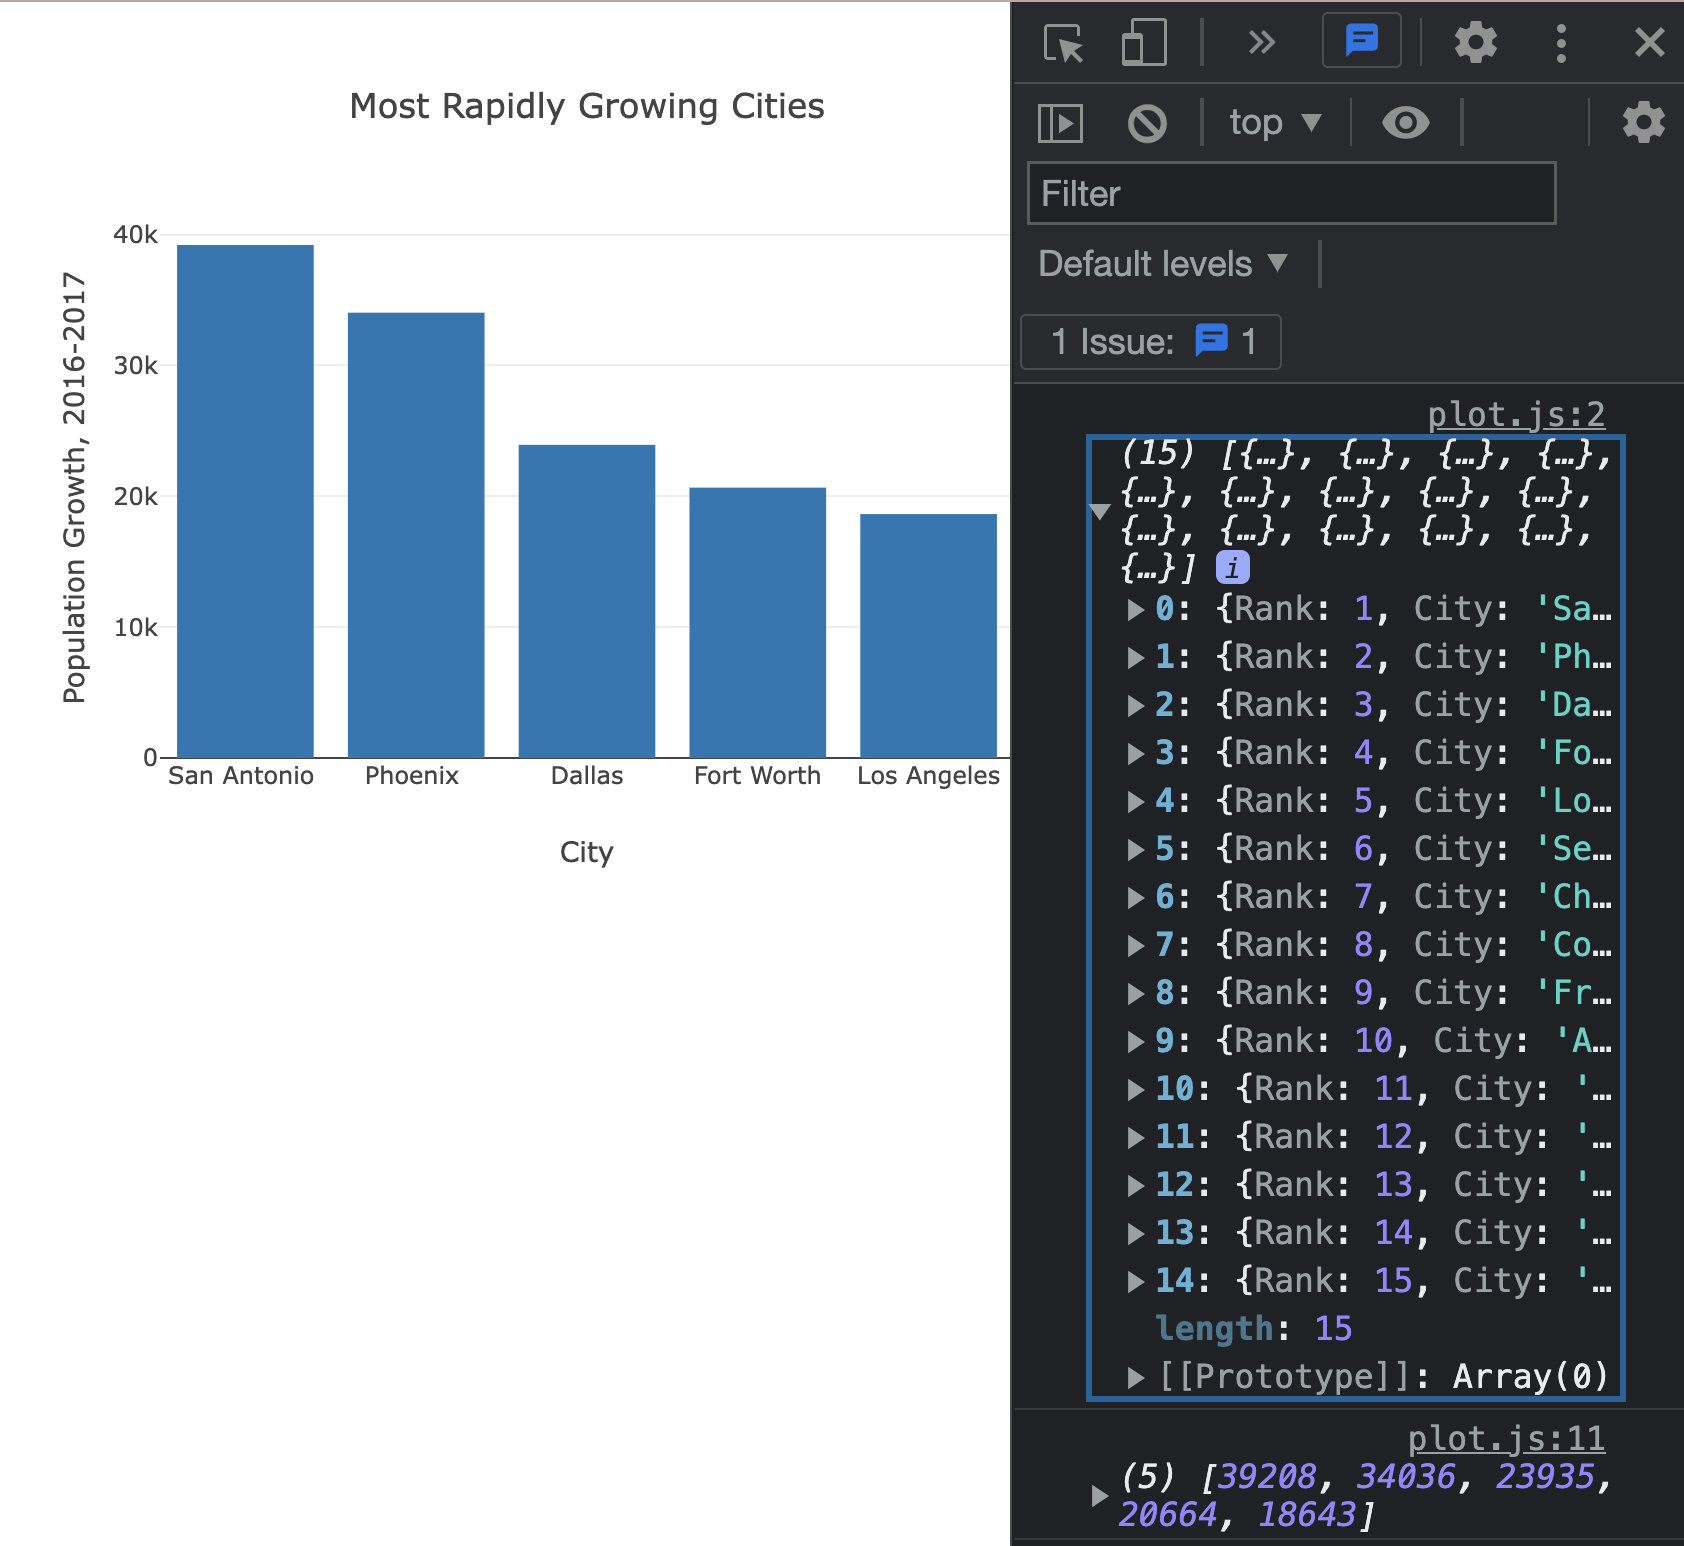 Most Rapidly Growing Cities
Population Growth, 2016-2017
40k
30k
20k
10k
0
San Antonio Phoenix Dallas Fort Worth Los Angeles
City
top
Filter
Default levels
1 Issue: 1
plot.js:2
(15) [{…}, {…}, {…}, {…},
{…}, {…}, {…}, {…}, {…},
{…}, {…}, {…}, {…}, {…},
{…}] i
0: {Rank: 1, City: 'Sa…
1: {Rank: 2, City: 'Ph…
2: {Rank: 3, City: 'Da…
3: {Rank: 4, City: 'Fo…
4: {Rank: 5, City: 'Lo…
5: {Rank: 6, City: 'Se…
6: {Rank: 7, City: 'Ch…
7: {Rank: 8, City: 'Co…
8: {Rank: 9, City: 'Fr…
9: {Rank: 10, City: 'A…
10: {Rank: 11, City: '…
11: {Rank: 12, City: '…
12: {Rank: 13, City: '…
13: {Rank: 14, City: '…
14: {Rank: 15, City: '…
length: 15
[[Prototype]]: Array(0)
plot.js:11
(5) [39208, 34036, 23935,
20664, 18643]